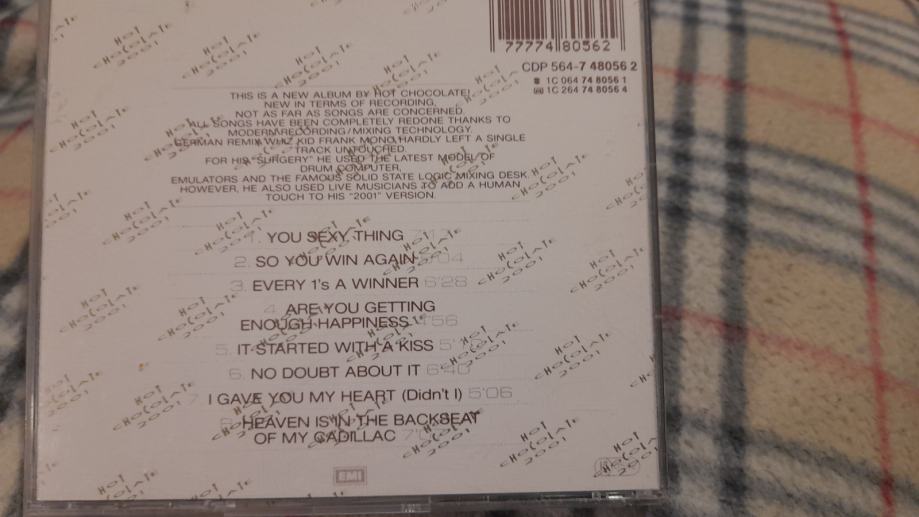 77774 80562
CDP 564-7 48056 2
1C 064 74 8056 1
1C 264 74 8056 4
THIS IS A NEW ALBUM BY HOT CHOCOLATE!
NEW IN TERMS OF RECORDING,
NOT AS FAR AS SONGS ARE CONCERNED.
ALL SONGS HAVE BEEN COMPLETELY REDONE THANKS TO
MODERN RECORDING/MIXING TECHNOLOGY.
GERMAN REMIX WHIZ KID FRANK MONO, HARDLY LEFT A SINGLE
TRACK UNTOUCHED.
FOR HIS "SURGERY" HE USED THE LATEST MODEL OF
DRUM COMPUTER,
EMULATORS AND THE FAMOUS SOLID STATE LOGIC MIXING DESK.
HOWEVER, HE ALSO USED LIVE MUSICIANS TO ADD A HUMAN
TOUCH TO HIS "2001" VERSION.
1. YOU SEXY THING
2. SO YOU WIN AGAIN
3. EVERY 1's A WINNER 6'28
4. ARE YOU GETTING
ENOUGH HAPPINESS
5. IT STARTED WITH A KISS
6. NO DOUBT ABOUT IT 6'40
7. I GAVE YOU MY HEART (Didn't I) 5'06
8. HEAVEN IS IN THE BACKSEAT
OF MY CADILLAC
EMI
HOT
CHOCOLATE
2001